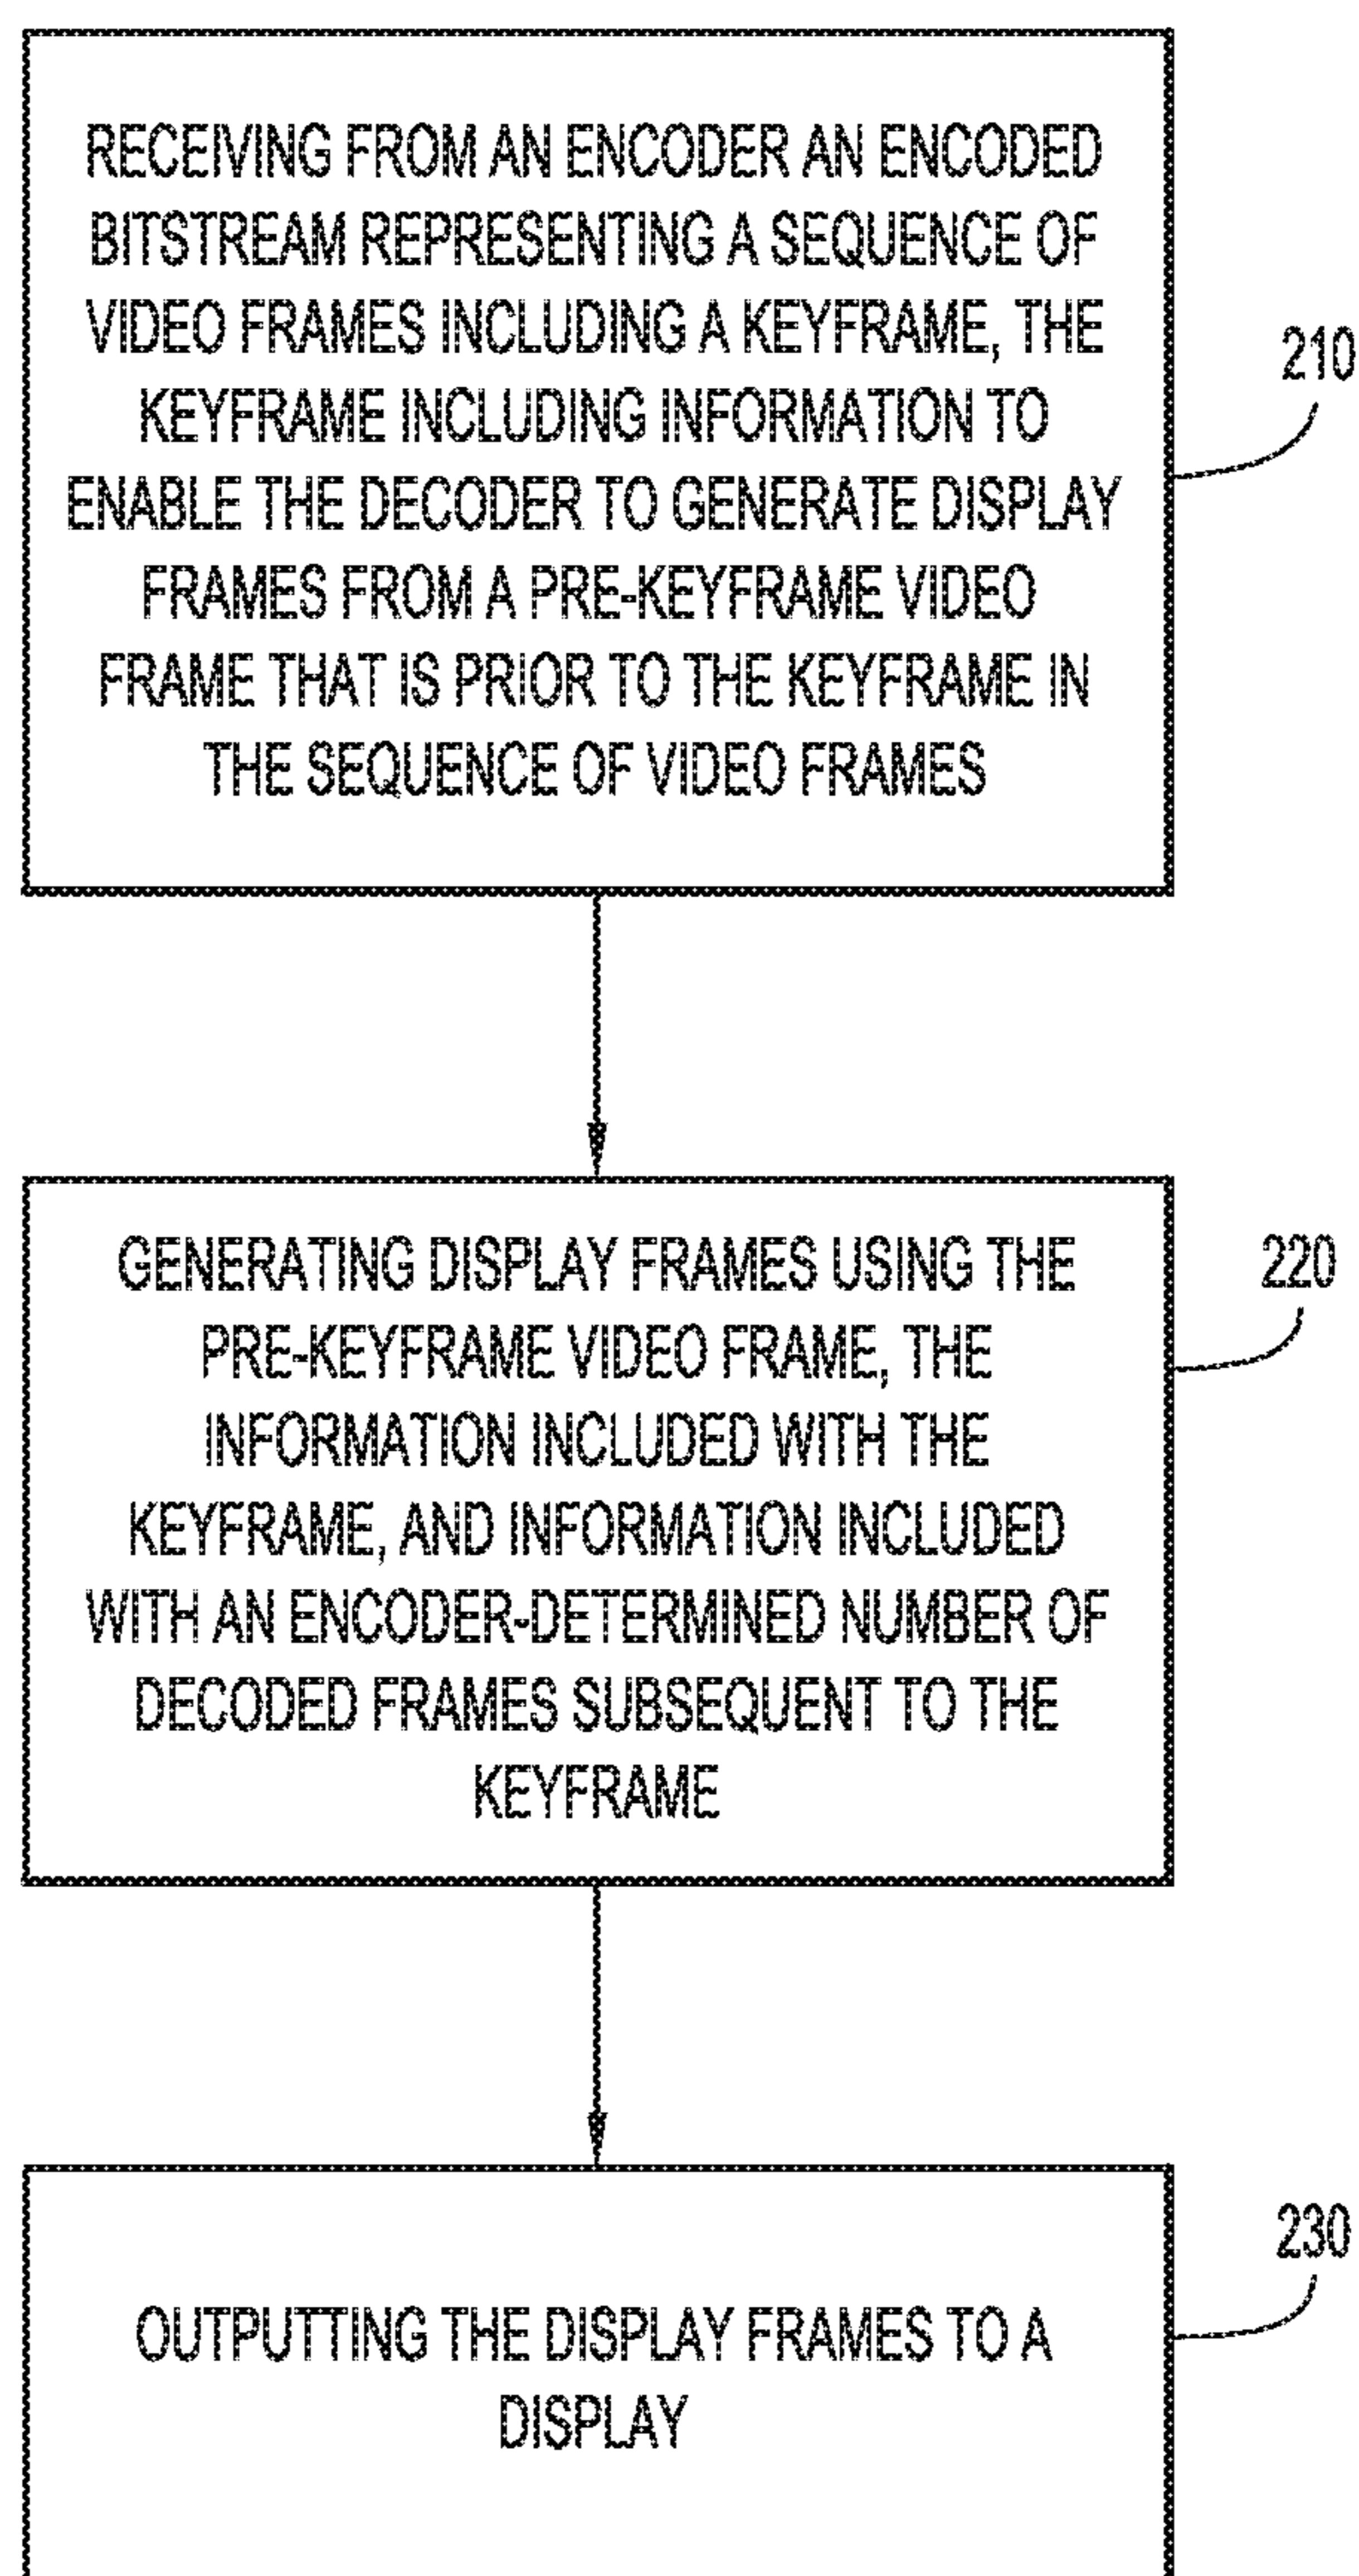 RECEIVING FROM AN ENCODER AN ENCODED
BITSTREAM REPRESENTING A SEQUENCE OF
VIDEO FRAMES INCLUDING A KEYFRAME, THE
KEYFRAME INCLUDING INFORMATION TO
ENABLE THE DECODER TO GENERATE DISPLAY
FRAMES FROM A PRE-KEYFRAME VIDEO
FRAME THAT IS PRIOR TO THE KEYFRAME IN
THE SEQUENCE OF VIDEO FRAMES
210
GENERATING DISPLAY FRAMES USING THE
PRE-KEYFRAME VIDEO FRAME, THE
INFORMATION INCLUDED WITH THE
KEYFRAME, AND INFORMATION INCLUDED
WITH AN ENCODER-DETERMINED NUMBER OF
DECODED FRAMES SUBSEQUENT TO THE
KEYFRAME
220
OUTPUTTING THE DISPLAY FRAMES TO A
DISPLAY
230